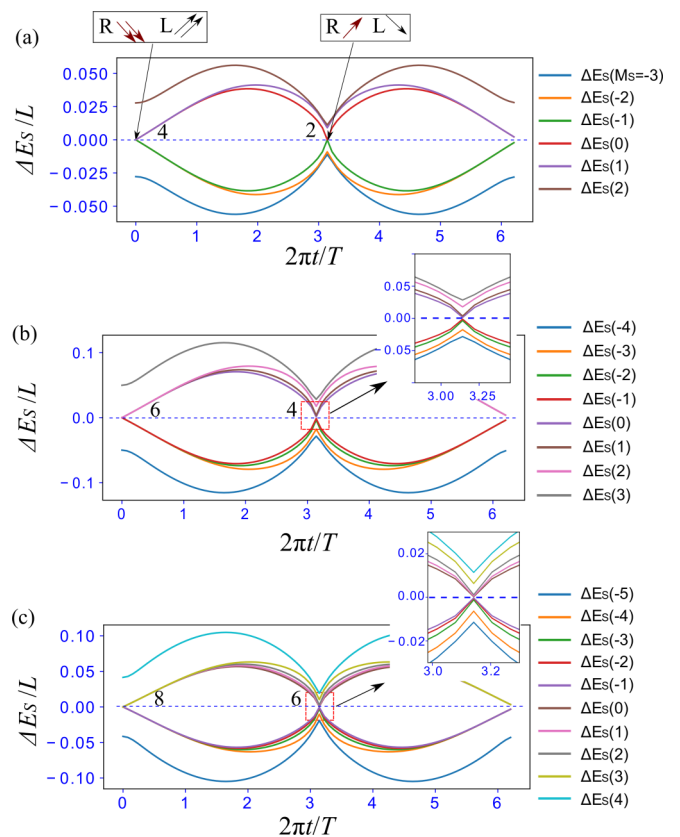 (a)
R L
R L
ΔEs/L
0.050
0.025
0.000
−0.025
−0.050
4
2
0 1 2 3 4 5 6
2πt/T
ΔEs(Ms=-3)
ΔEs(-2)
ΔEs(-1)
ΔEs(0)
ΔEs(1)
ΔEs(2)
(b)
ΔEs/L
0.1
0.0
−0.1
6
4
0 1 2 3 4 5 6
2πt/T
0.05
0.00
0.05
3.00 3.25
ΔEs(-4)
ΔEs(-3)
ΔEs(-2)
ΔEs(-1)
ΔEs(0)
ΔEs(1)
ΔEs(2)
ΔEs(3)
(c)
ΔEs/L
0.10
0.05
0.00
−0.05
−0.10
8
6
0 1 2 3 4 5 6
2πt/T
0.02
0.00
−0.02
3.0 3.2
ΔEs(-5)
ΔEs(-4)
ΔEs(-3)
ΔEs(-2)
ΔEs(-1)
ΔEs(0)
ΔEs(1)
ΔEs(2)
ΔEs(3)
ΔEs(4)